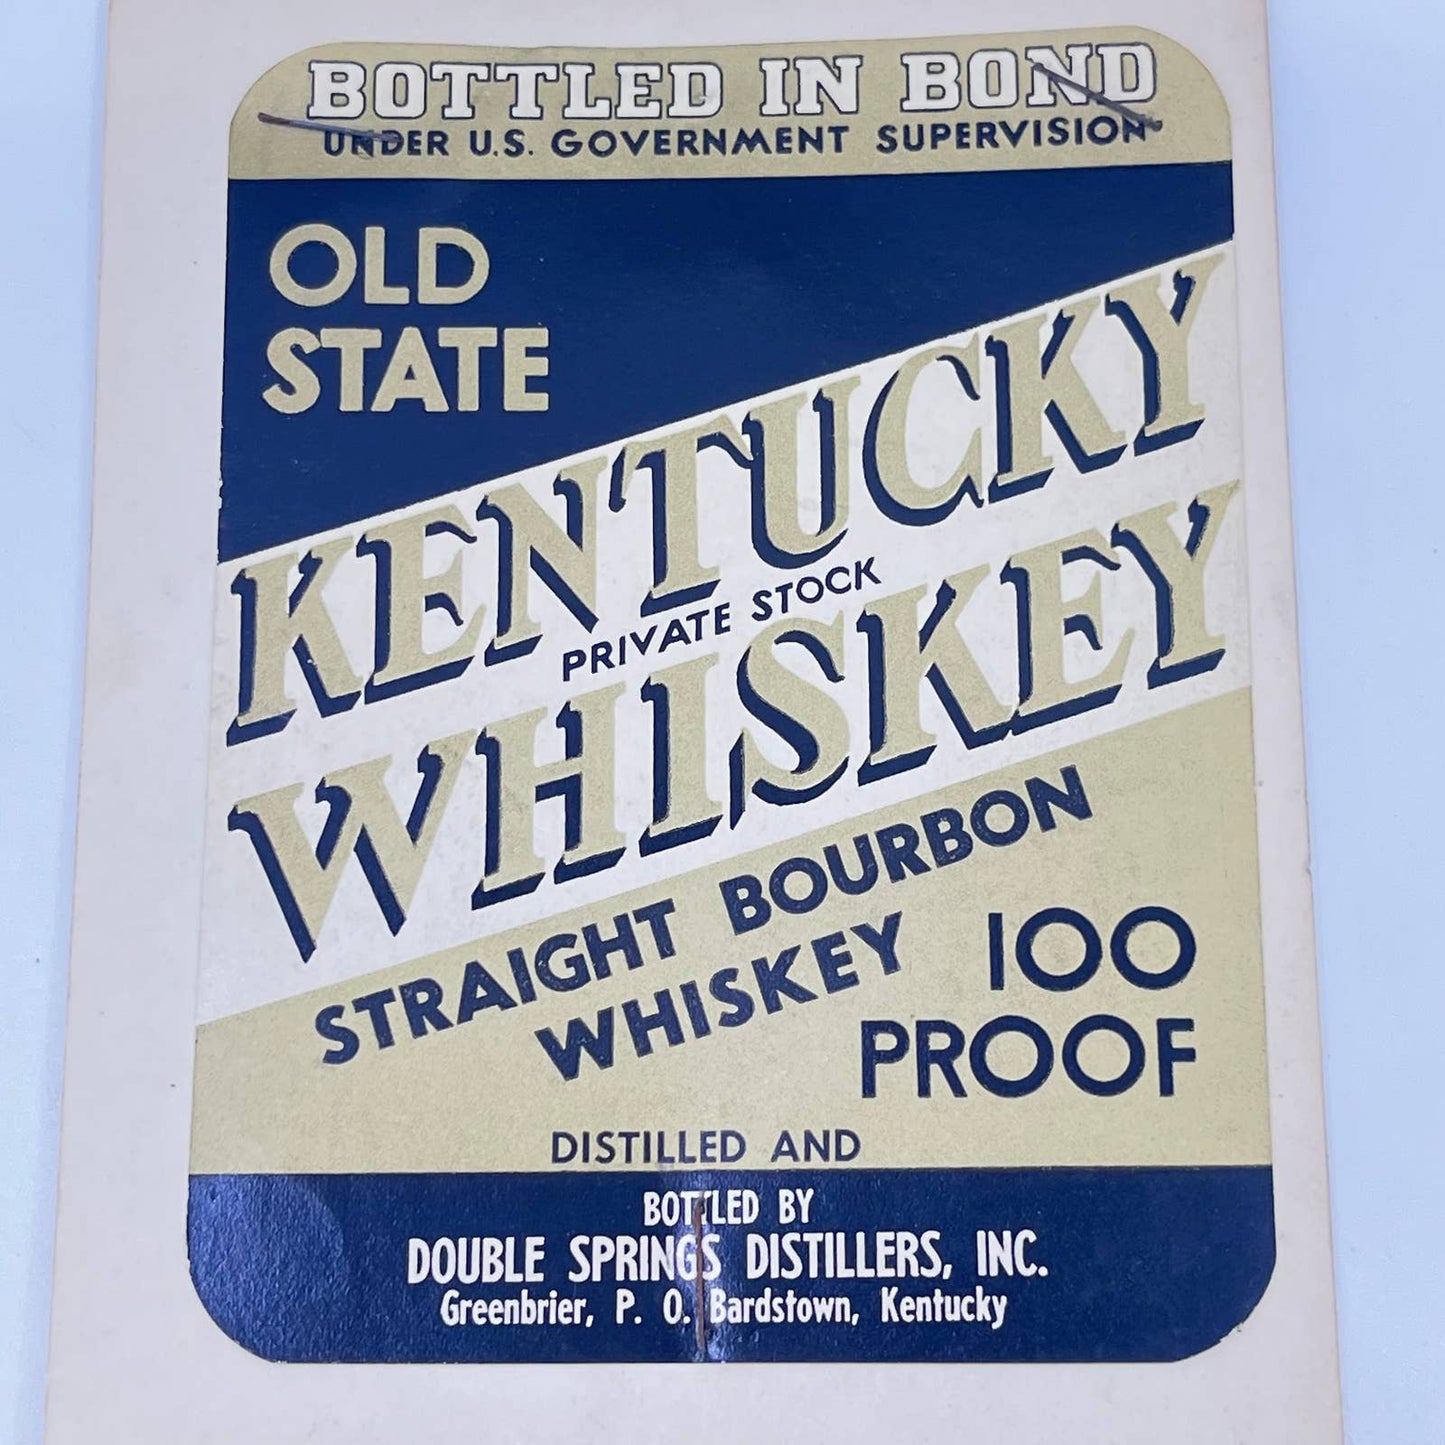 BOTTLED IN BOND
UNDER U.S. GOVERNMENT SUPERVISION
OLD
STATE
KENTUCKY
PRIVATE STOCK
WHISKEY
STRAIGHT BOURBON
WHISKEY
100
PROOF
DISTILLED AND
BOTTLED BY
DOUBLE SPRINGS DISTILLERS, INC.
Greenbrier, P. O. Bardstown, Kentucky